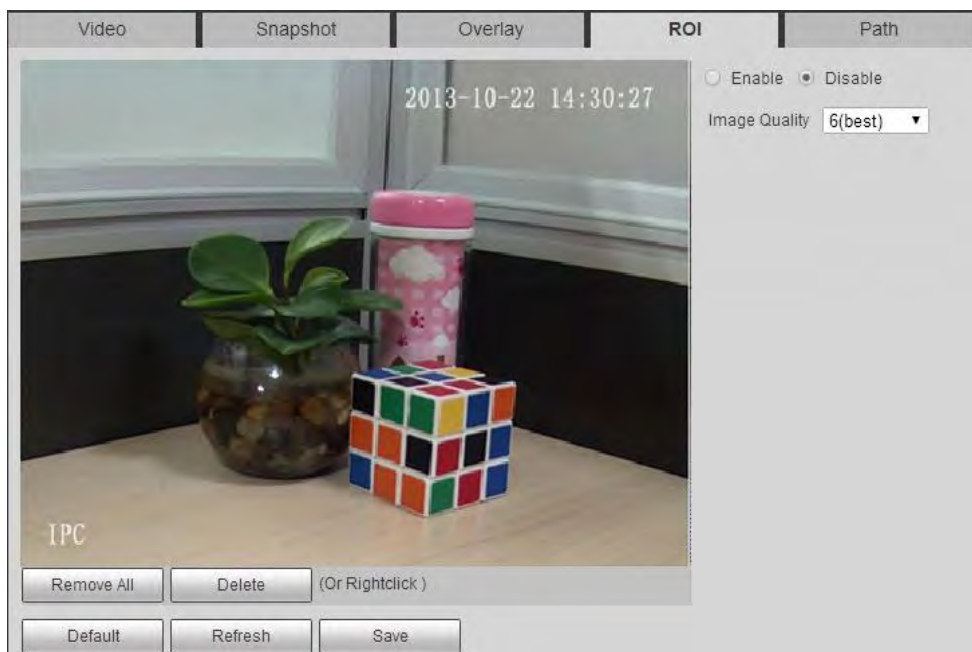 Video Snapshot Overlay ROI Path
2013-10-22 14:30:27
Enable Disable
Image Quality 6(best)
IPC
Remove All Delete (Or Rightclick )
Default Refresh Save